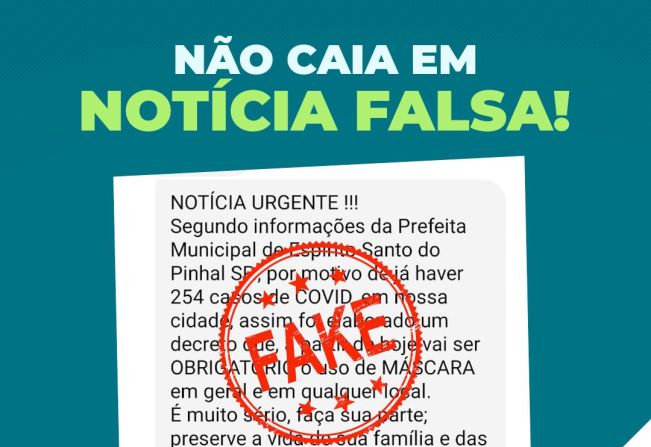 NÃO CAIA EM
NOTÍCIA FALSA!
NOTÍCIA URGENTE !!!
Segundo informações da Prefeita
Municipal de Espírito Santo do
Pinhal SP, por motivo de já haver
254 casos de COVID, em nossa
cidade, assim foi elaborado um
decreto que, a partir de hoje vai ser
OBRIGATÓRIO o uso de MÁSCARA
em geral e em qualquer local.
É muito sério, faça sua parte;
preserve a vida de sua família e das
FAKE